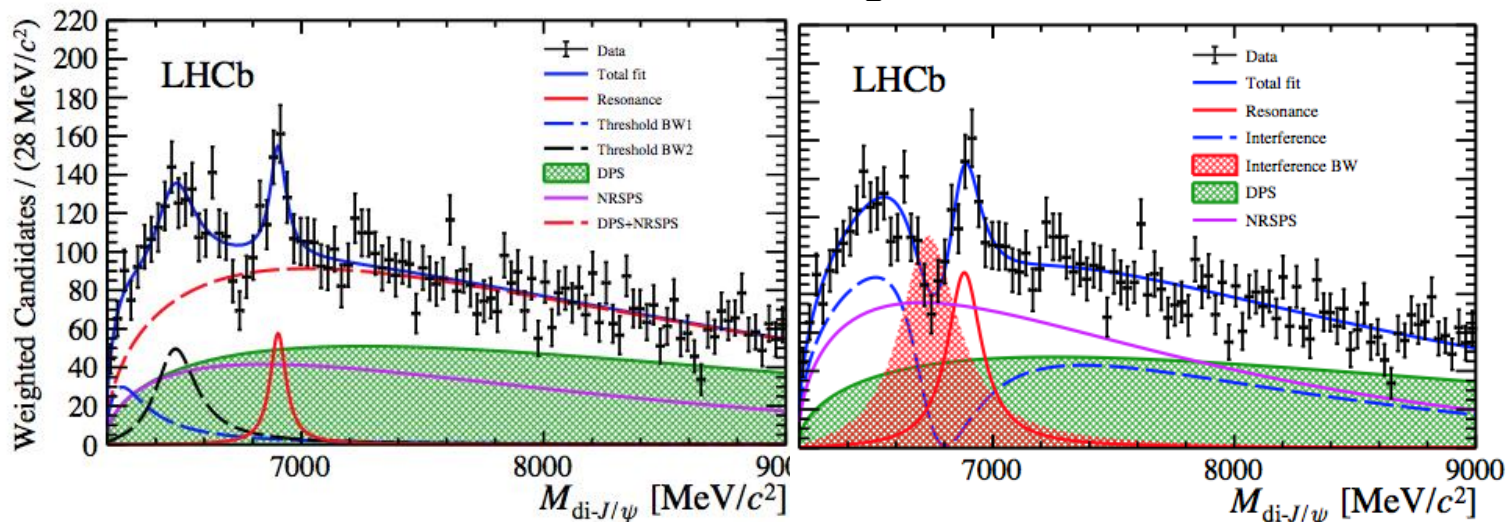 Weighted Candidates / (28 MeV/c²)
220
200
180
160
140
120
100
80
60
40
20
0
LHCb
Data
Total fit
Resonance
Threshold BW1
Threshold BW2
DPS
NRSPS
DPS+NRSPS
7000
8000
900
M_di-J/ψ [MeV/c²]
LHCb
Data
Total fit
Resonance
Interference
Interference BW
DPS
NRSPS
7000
8000
9000
M_di-J/ψ [MeV/c²]